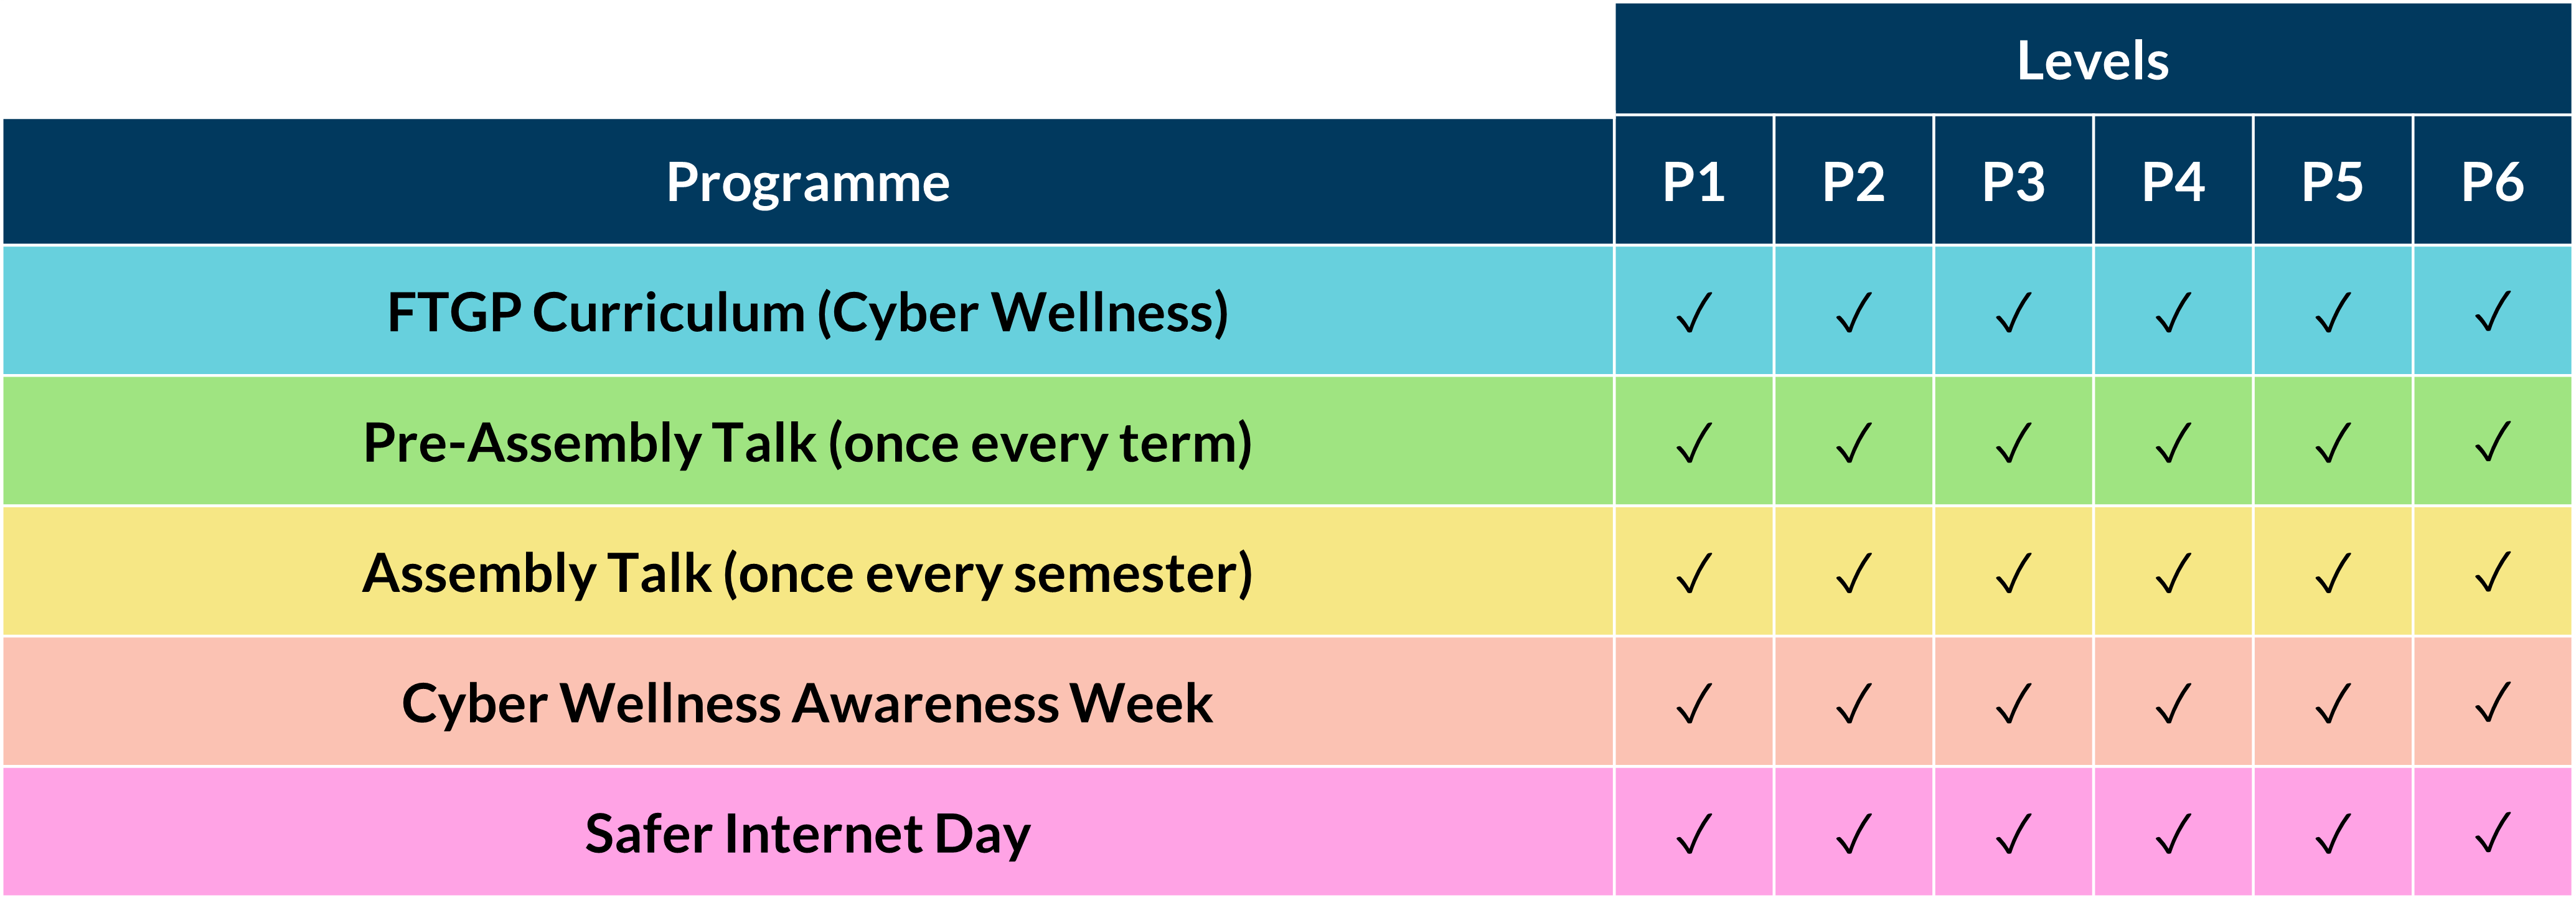 Levels
Programme P1 P2 P3 P4 P5 P6
FTGP Curriculum (Cyber Wellness) ✓ ✓ ✓ ✓ ✓ ✓
Pre-Assembly Talk (once every term) ✓ ✓ ✓ ✓ ✓ ✓
Assembly Talk (once every semester) ✓ ✓ ✓ ✓ ✓ ✓
Cyber Wellness Awareness Week ✓ ✓ ✓ ✓ ✓ ✓
Safer Internet Day ✓ ✓ ✓ ✓ ✓ ✓